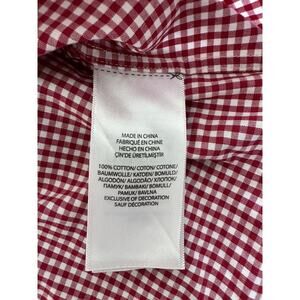 MADE IN CHINA
FABRIQUÉ EN CHINE
HECHO EN CHINA
ÇİN'DE ÜRETİLMİŞTİR
100% COTTON/ COTON/ COTONE/
BAUMWOLLE/ KATOEN/ BOMULD/
ALGODÓN/ ALGODÃO/ ХЛОПОК/
ПАМУК/ BAMBAKI/ BOMULL/
PAMUK/ BAVLNA
EXCLUSIVE OF DECORATION
SAUF DÉCORATION